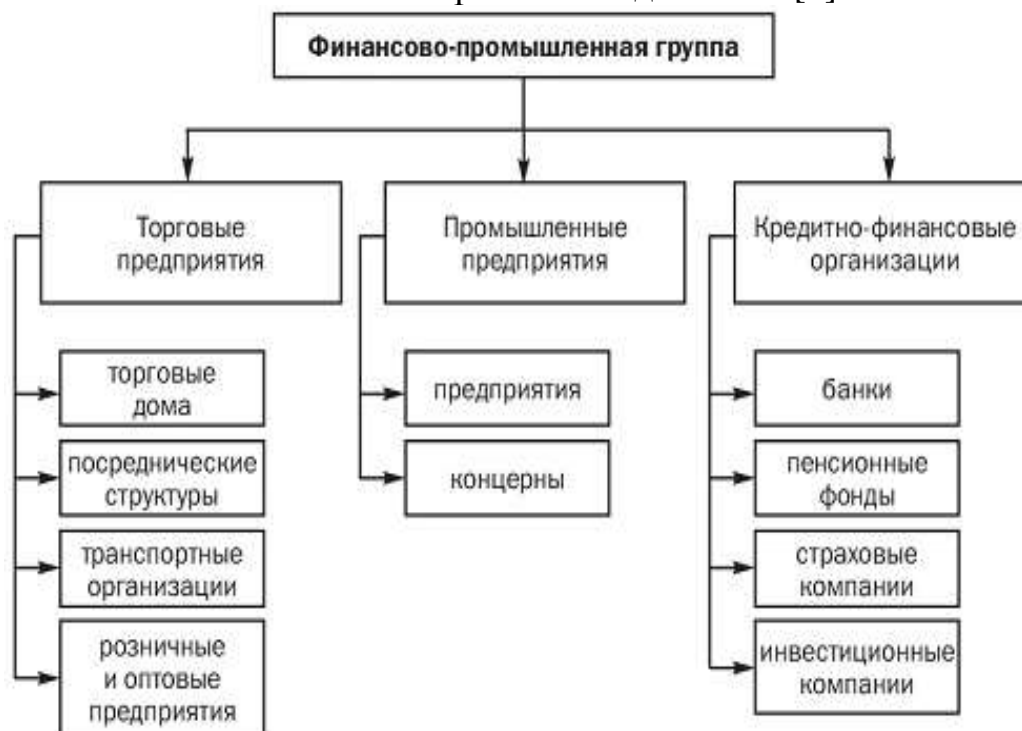 Финансово-промышленная группа
Торговые
предприятия
Промышленные
предприятия
Кредитно-финансовые
организации
торговые
дома
посреднические
структуры
транспортные
организации
розничные
и оптовые
предприятия
предприятия
концерны
банки
пенсионные
фонды
страховые
компании
инвестиционные
компании